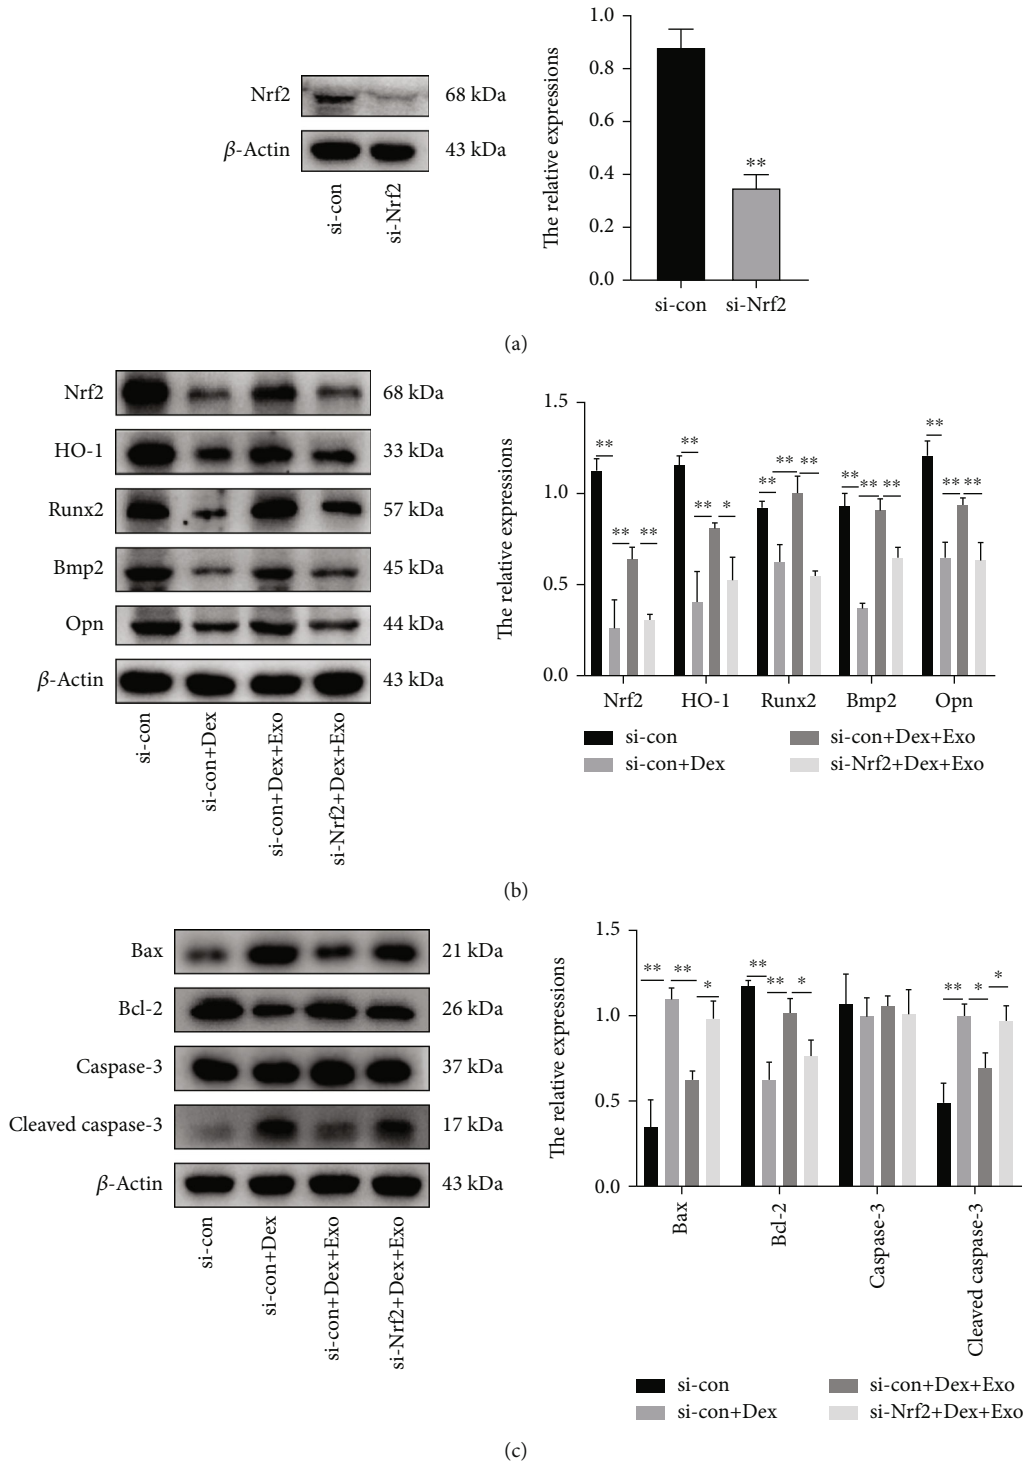 Nrf2
68 kDa
β-Actin
43 kDa
si-con
si-Nrf2
The relative expressions
1.0
0.8
0.6
0.4
0.2
0.0
**
si-con
si-Nrf2
(a)
Nrf2
68 kDa
HO-1
33 kDa
Runx2
57 kDa
Bmp2
45 kDa
Opn
44 kDa
β-Actin
43 kDa
si-con
si-con+Dex
si-con+Dex+Exo
si-Nrf2+Dex+Exo
The relative expressions
1.5
1.0
0.5
0.0
** ** **
** ** *
** ** **
** ** **
** ** **
Nrf2
HO-1
Runx2
Bmp2
Opn
si-con
si-con+Dex
si-con+Dex+Exo
si-Nrf2+Dex+Exo
(b)
Bax
21 kDa
Bcl-2
26 kDa
Caspase-3
37 kDa
Cleaved caspase-3
17 kDa
β-Actin
43 kDa
si-con
si-con+Dex
si-con+Dex+Exo
si-Nrf2+Dex+Exo
The relative expressions
1.5
1.0
0.5
0.0
** ** *
** ** *
** * *
Bax
Bcl-2
Caspase-3
Cleaved caspase-3
si-con
si-con+Dex
si-con+Dex+Exo
si-Nrf2+Dex+Exo
(c)